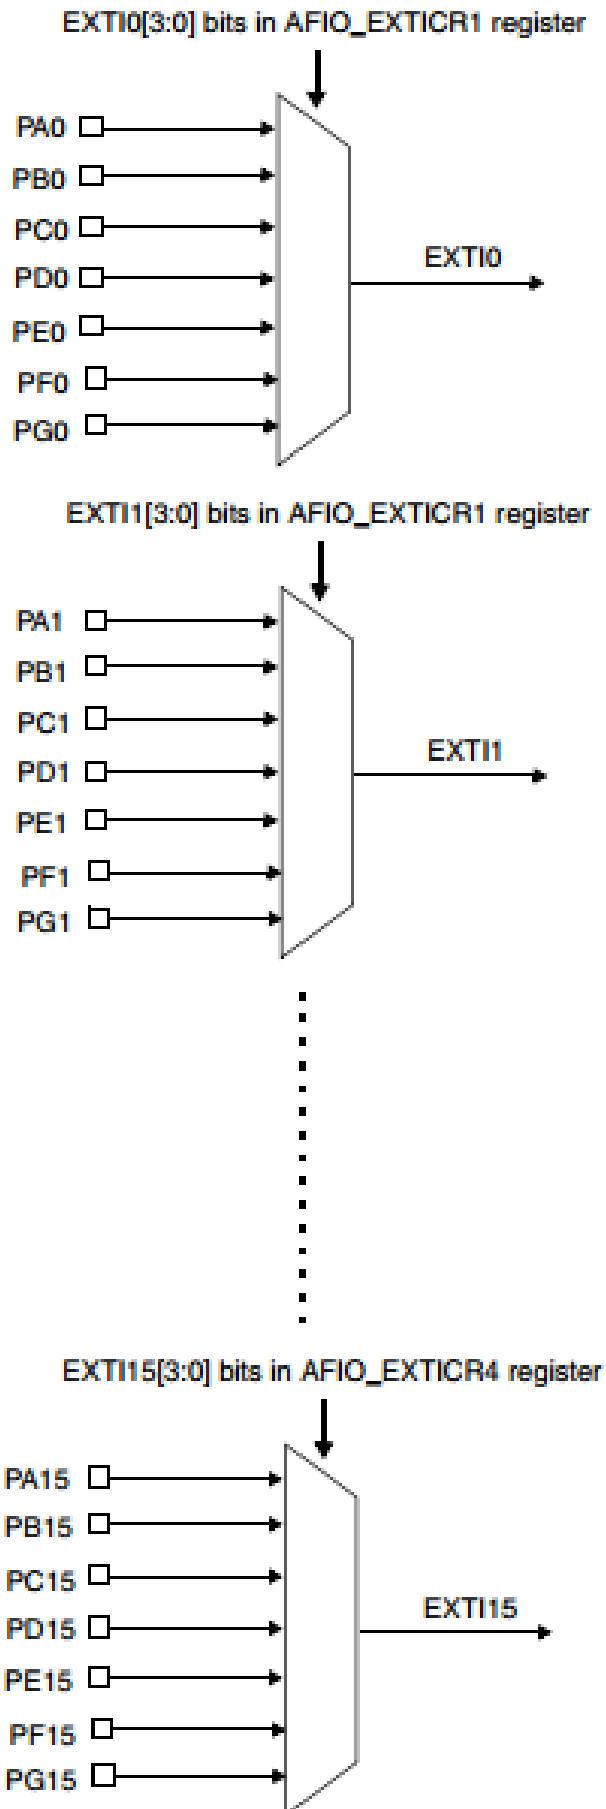 EXTI0[3:0] bits in AFIO_EXTICR1 register
PA0
PB0
PC0
PD0
EXTI0
PE0
PF0
PG0
EXTI1[3:0] bits in AFIO_EXTICR1 register
PA1
PB1
PC1
PD1
EXTI1
PE1
PF1
PG1
EXTI15[3:0] bits in AFIO_EXTICR4 register
PA15
PB15
PC15
PD15
EXTI15
PE15
PF15
PG15